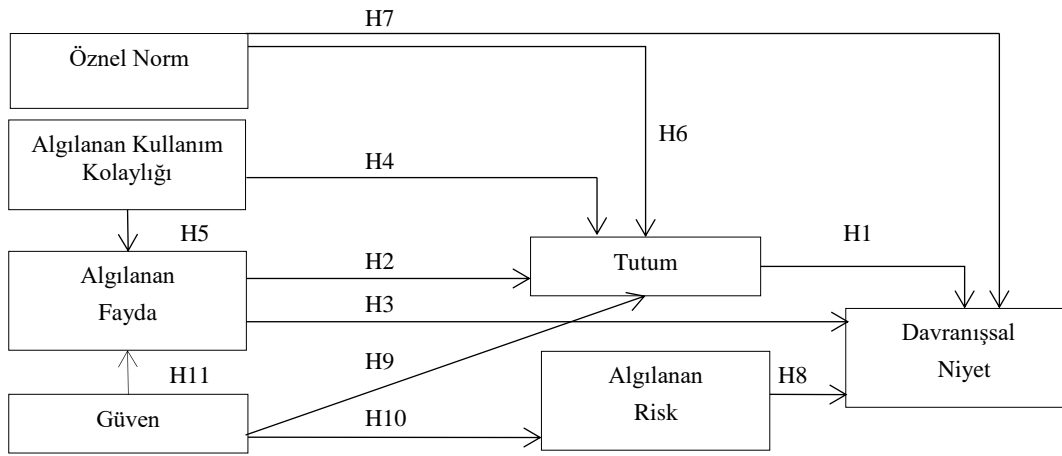 H7
Öznel Norm
H6
Algılanan Kullanım
Kolaylığı
H4
H5
Algılanan
Fayda
H2
H3
Tutum
H1
Davranışsal
Niyet
H9
H11
Güven
H10
Algılanan
Risk
H8